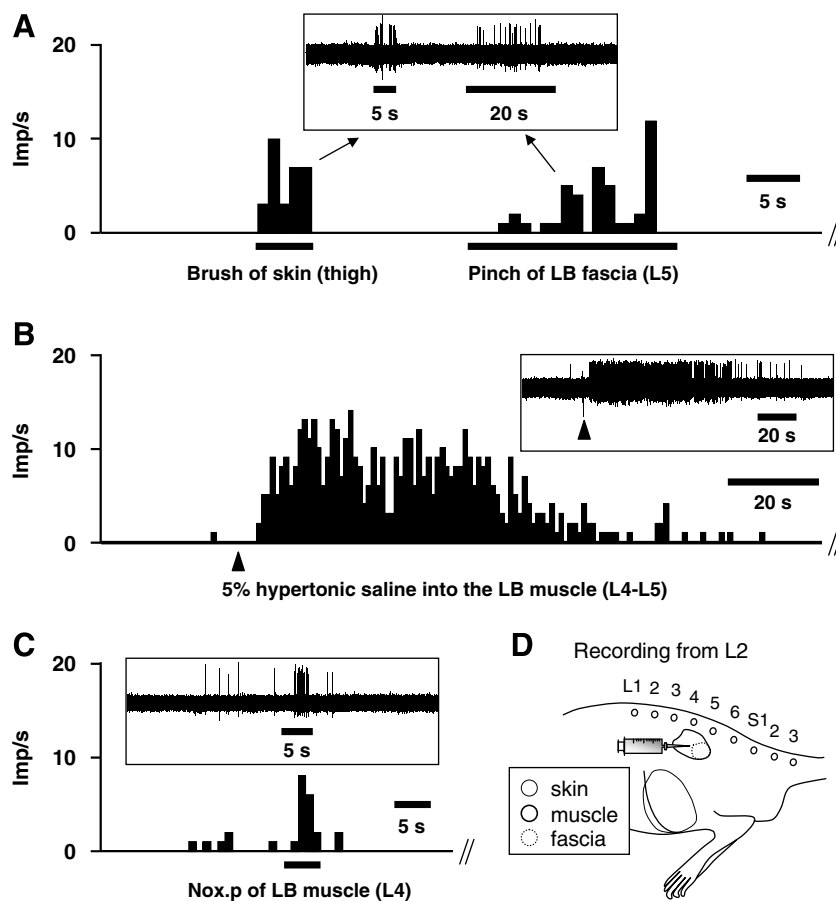 A
20
10
0
Imp/s
5 s
20 s
5 s
Brush of skin (thigh)
Pinch of LB fascia (L5)
//
B
20
10
0
Imp/s
20 s
20 s
5% hypertonic saline into the LB muscle (L4-L5)
//
C
20
10
0
Imp/s
5 s
5 s
Nox.p of LB muscle (L4)
//
D
Recording from L2
L1 2 3 4 5 6 S1 2 3
skin
muscle
fascia